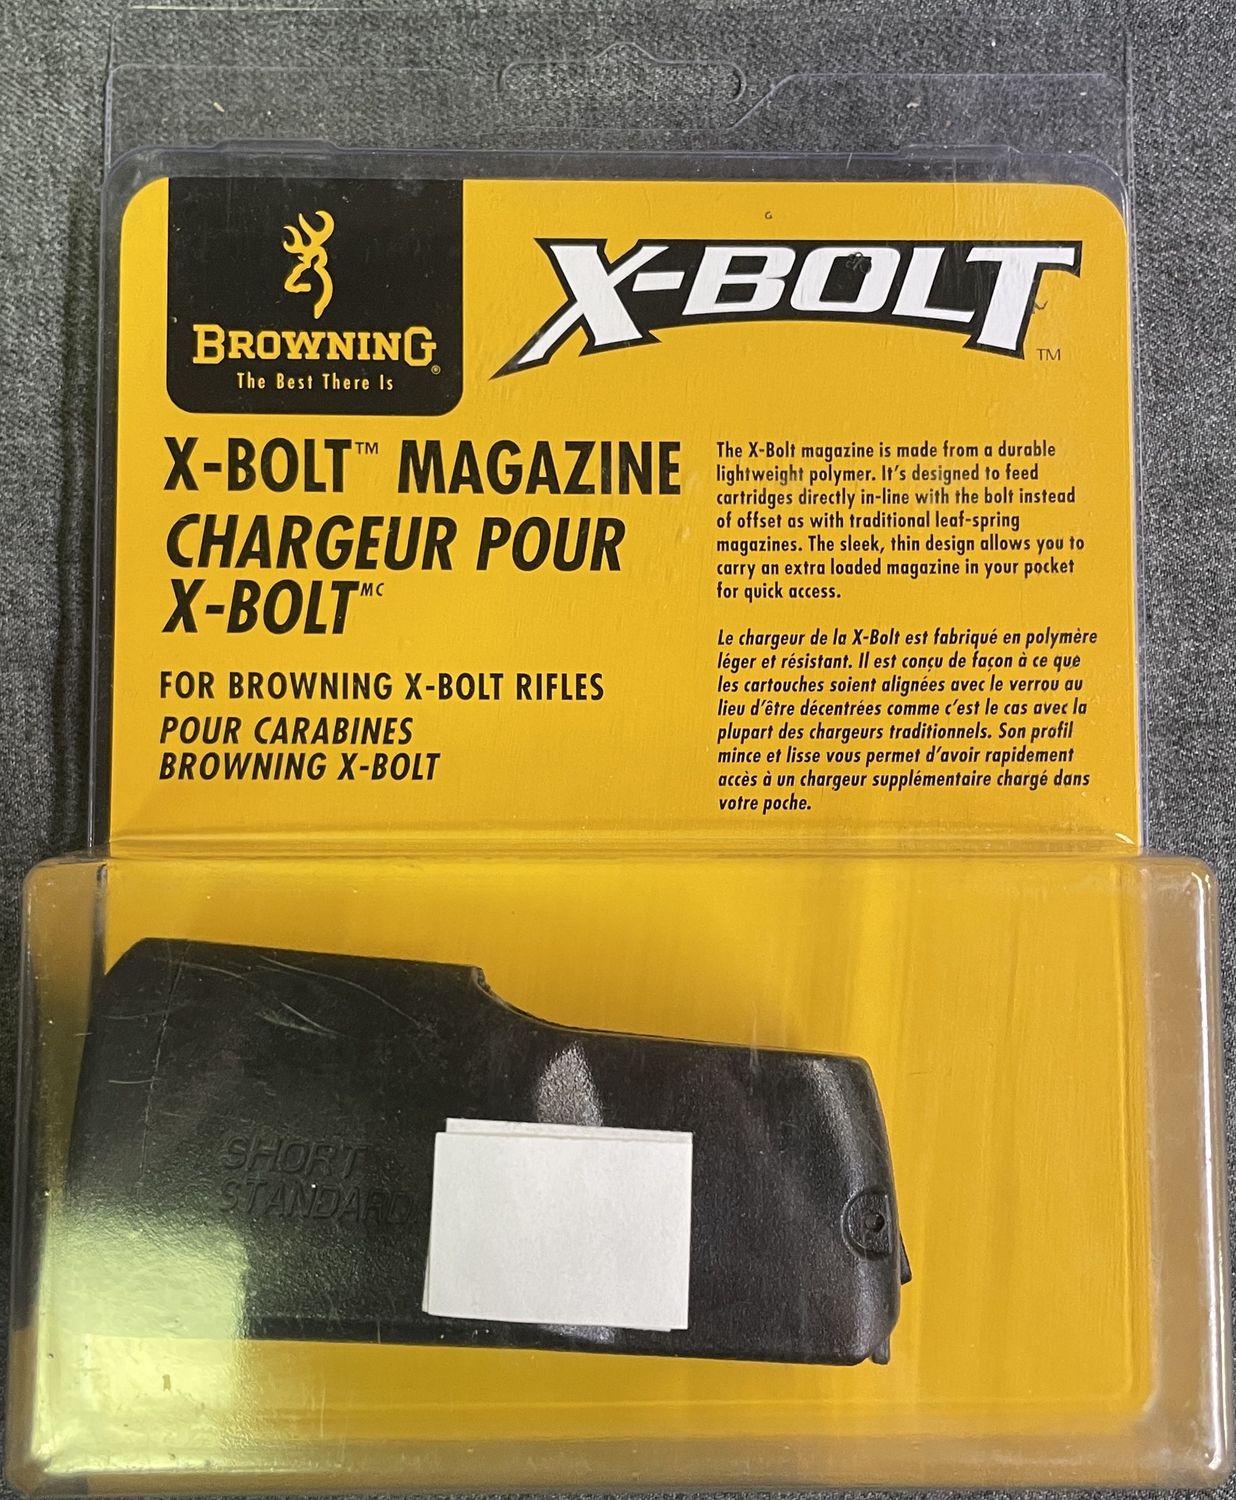 BROWNING®
The Best There Is
X-BOLT™
X-BOLT™ MAGAZINE
CHARGEUR POUR
X-BOLTMC
FOR BROWNING X-BOLT RIFLES
POUR CARABINES
BROWNING X-BOLT
The X-Bolt magazine is made from a durable
lightweight polymer. It's designed to feed
cartridges directly in-line with the bolt instead
of offset as with traditional leaf-spring
magazines. The sleek, thin design allows you to
carry an extra loaded magazine in your pocket
for quick access.
Le chargeur de la X-Bolt est fabriqué en polymère
léger et résistant. Il est conçu de façon à ce que
les cartouches soient alignées avec le verrou au
lieu d'être décentrées comme c'est le cas avec la
plupart des chargeurs traditionnels. Son profil
mince et lisse vous permet d'avoir rapidement
accès à un chargeur supplémentaire chargé dans
votre poche.
SHORT
STANDARD